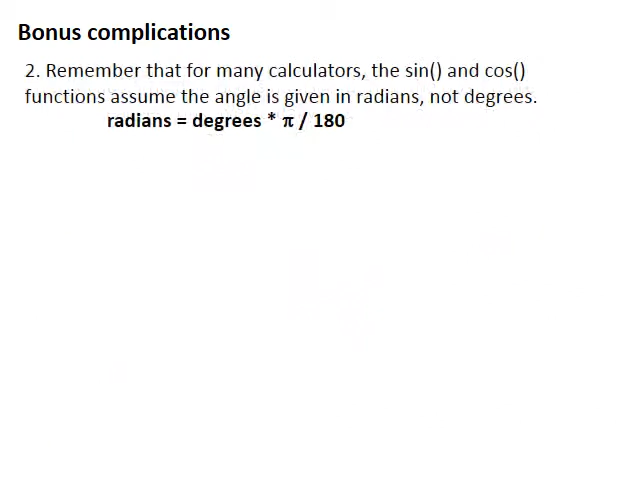 Bonus complications
2. Remember that for many calculators, the sin() and cos()
functions assume the angle is given in radians, not degrees.
radians = degrees * π / 180